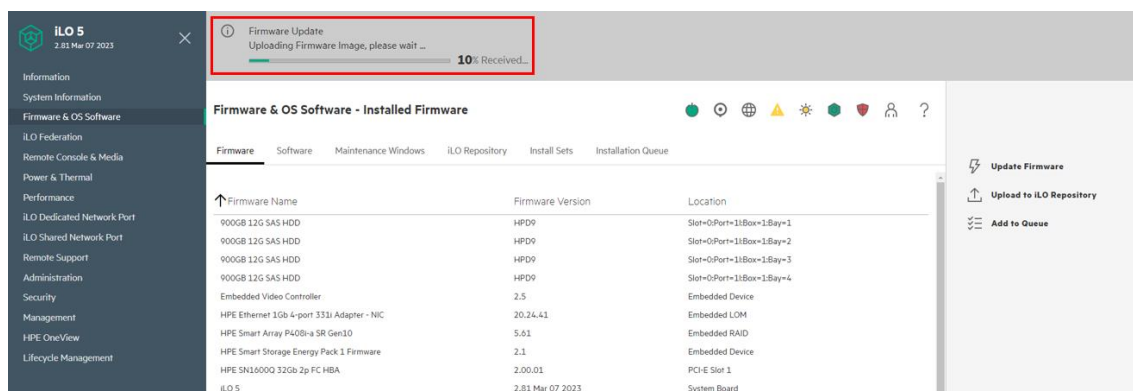 iLO 5
2.81 Mar 07 2023
Information
System Information
Firmware & OS Software
iLO Federation
Remote Console & Media
Power & Thermal
Performance
iLO Dedicated Network Port
iLO Shared Network Port
Remote Support
Administration
Security
Management
HPE OneView
Lifecycle Management
Firmware Update
Uploading Firmware Image, please wait ...
10% Received...
Firmware & OS Software - Installed Firmware
?
Firmware Software Maintenance Windows iLO Repository Install Sets Installation Queue
Firmware Name Firmware Version Location
900GB 12G SAS HDD HPD9 Slot=0:Port=1I:Box=1:Bay=1
900GB 12G SAS HDD HPD9 Slot=0:Port=1I:Box=1:Bay=2
900GB 12G SAS HDD HPD9 Slot=0:Port=1I:Box=1:Bay=3
900GB 12G SAS HDD HPD9 Slot=0:Port=1I:Box=1:Bay=4
Embedded Video Controller 2.5 Embedded Device
HPE Ethernet 1Gb 4-port 331i Adapter - NIC 20.24.41 Embedded LOM
HPE Smart Array P408i-a SR Gen10 5.61 Embedded RAID
HPE Smart Storage Energy Pack 1 Firmware 2.1 Embedded Device
HPE SN1600Q 32Gb 2p FC HBA 2.00.01 PCI-E Slot 1
iLO 5 2.81 Mar 07 2023 System Board
Update Firmware
Upload to iLO Repository
Add to Queue